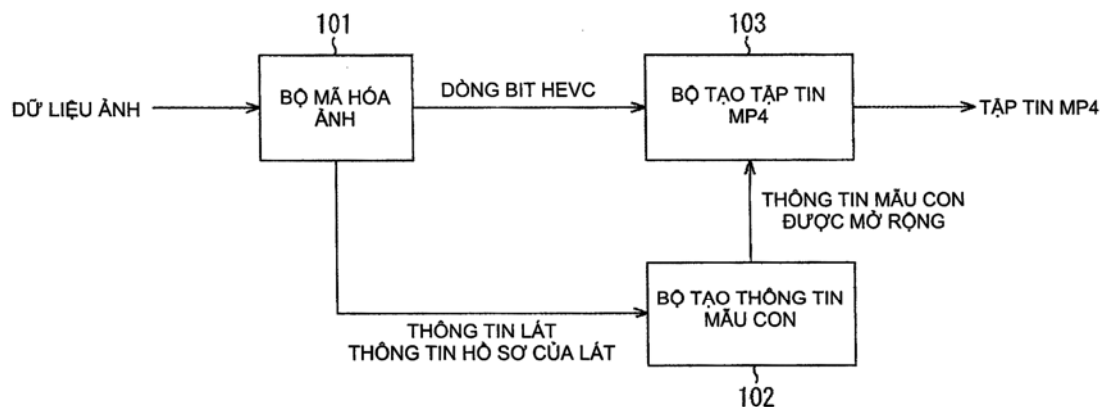 101
103
DỮ LIỆU ẢNH
BỘ MÃ HÓA
ẢNH
DÒNG BIT HEVC
BỘ TẠO TẬP TIN
MP4
TẬP TIN MP4
THÔNG TIN MẪU CON
ĐƯỢC MỞ RỘNG
BỘ TẠO THÔNG TIN
MẪU CON
THÔNG TIN LÁT
THÔNG TIN HỒ SƠ CỦA LÁT
102